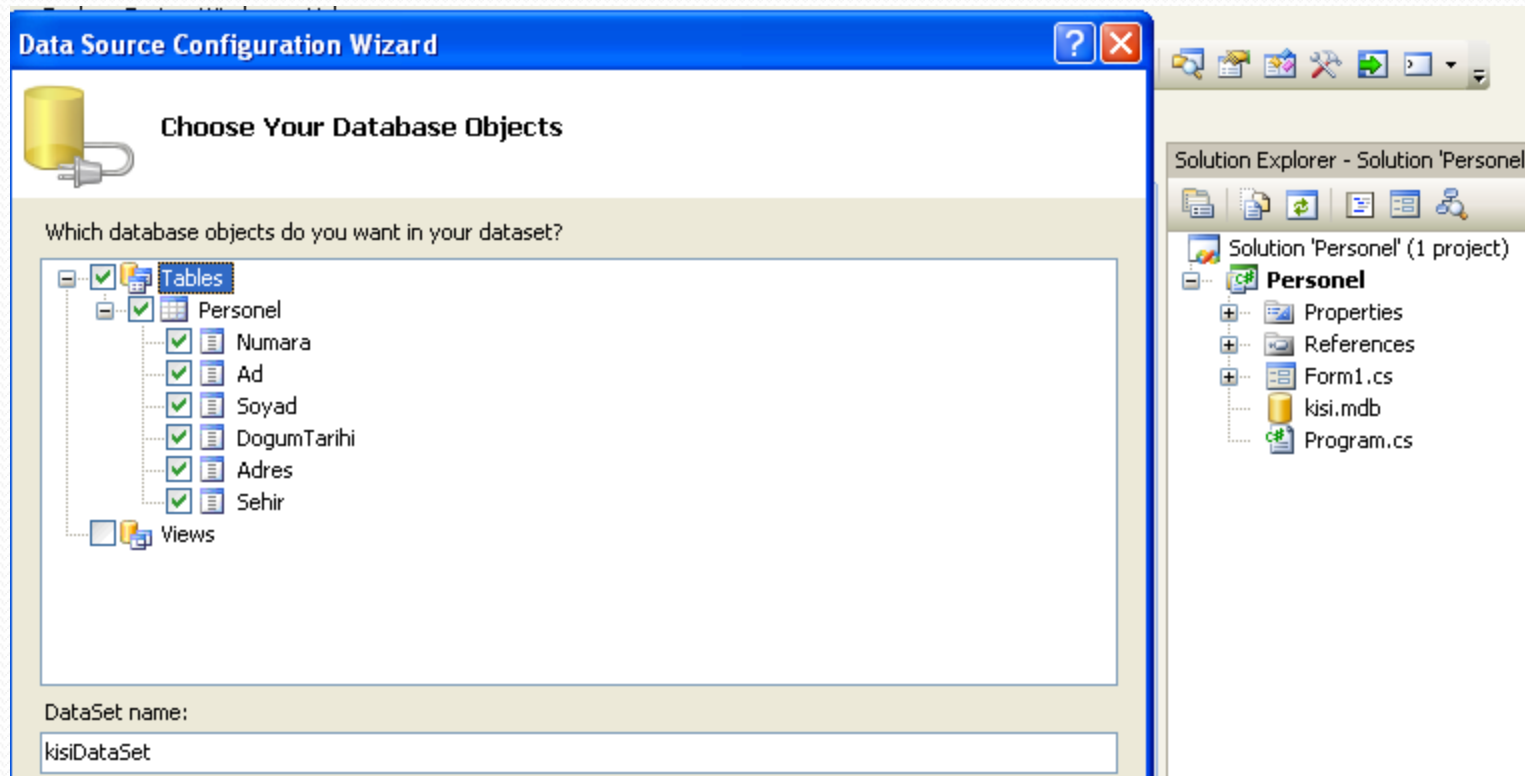 Data Source Configuration Wizard
Choose Your Database Objects
Which database objects do you want in your dataset?
Tables
Personel
Numara
Ad
Soyad
DogumTarihi
Adres
Sehir
Views
DataSet name:
kisiDataSet
Solution Explorer - Solution 'Personel
Solution 'Personel' (1 project)
Personel
Properties
References
Form1.cs
kisi.mdb
Program.cs